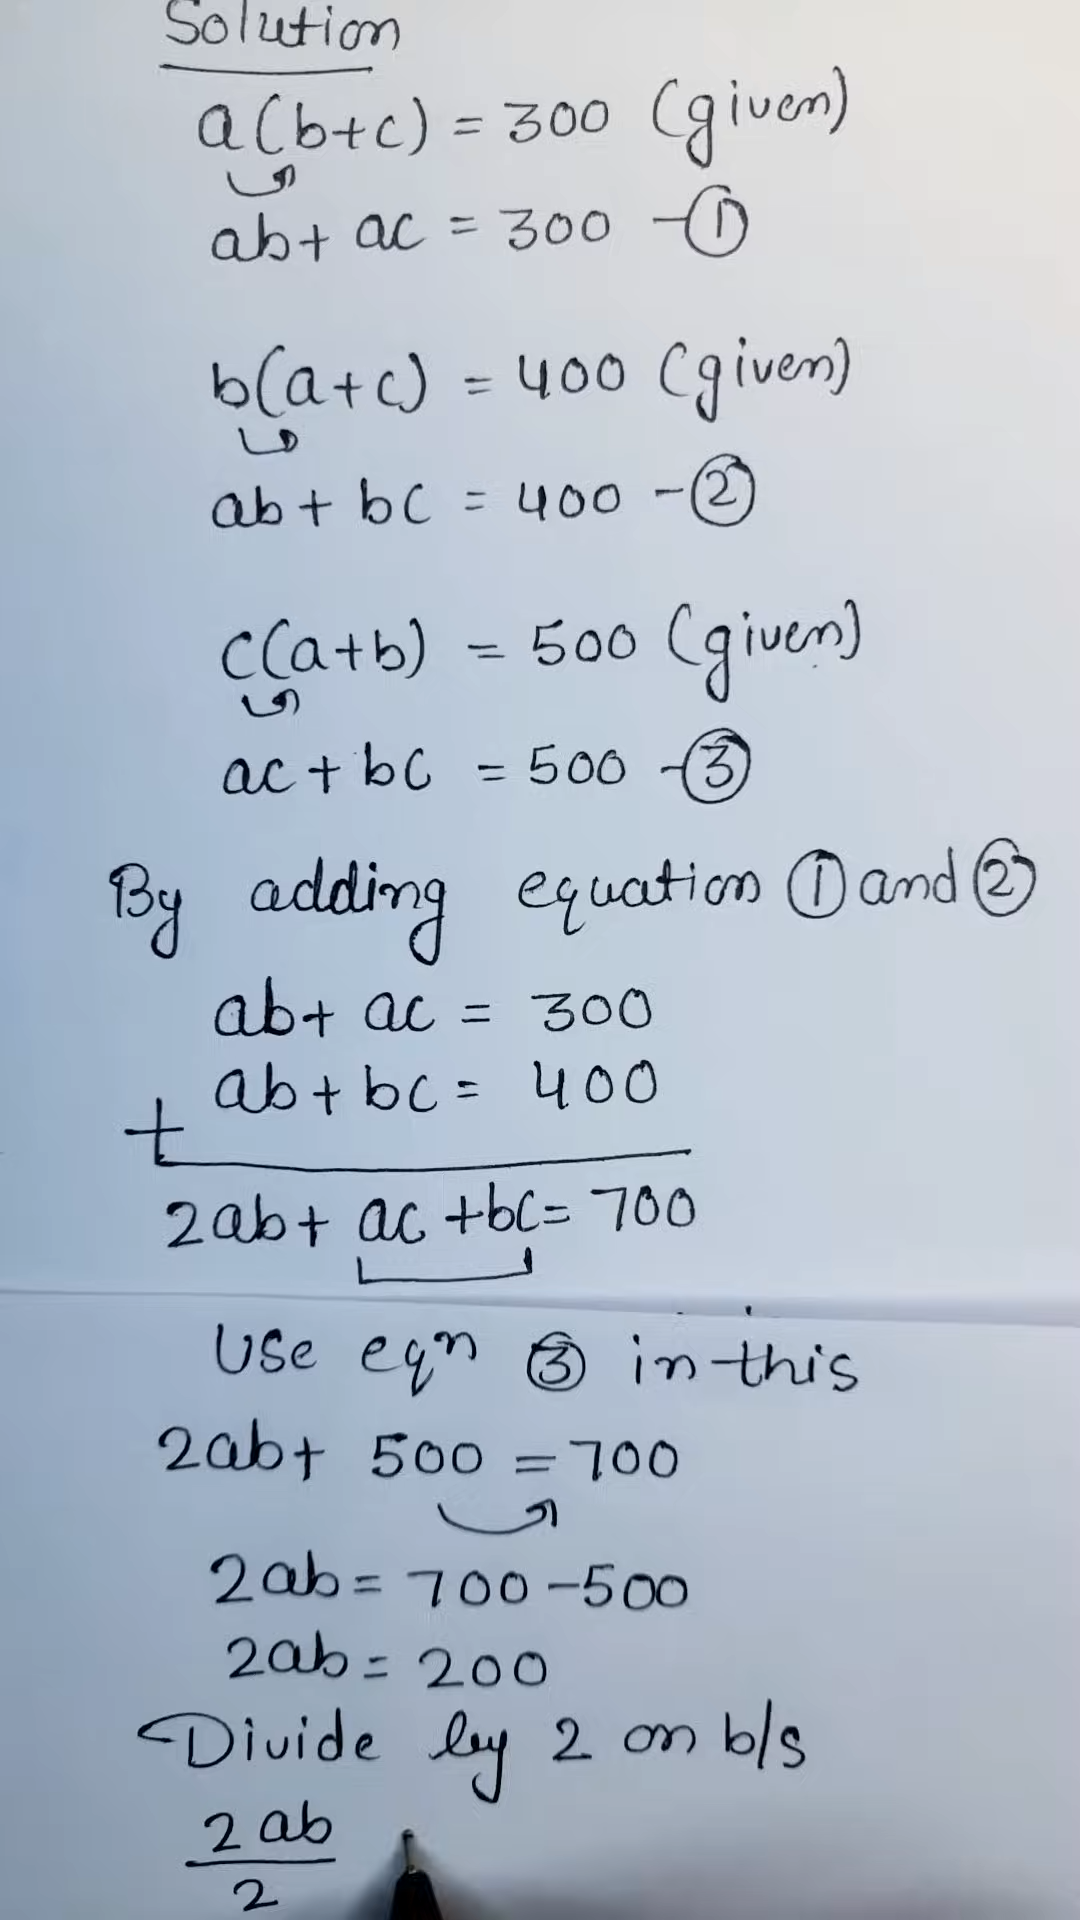 Solution
a(b+c) = 300 (given)
ab+ ac = 300 -①
b(a+c) = 400 (given)
ab+ bc = 400 -②
c(a+b) = 500 (given)
ac + bc = 500 -③
By adding equation ① and ②
ab+ ac = 300
ab+ bc = 400
+
2ab+ ac +bc= 700
Use eqn ③ in this
2ab+ 500 = 700
2ab= 700-500
2ab= 200
Divide by 2 on b/s
2ab
2